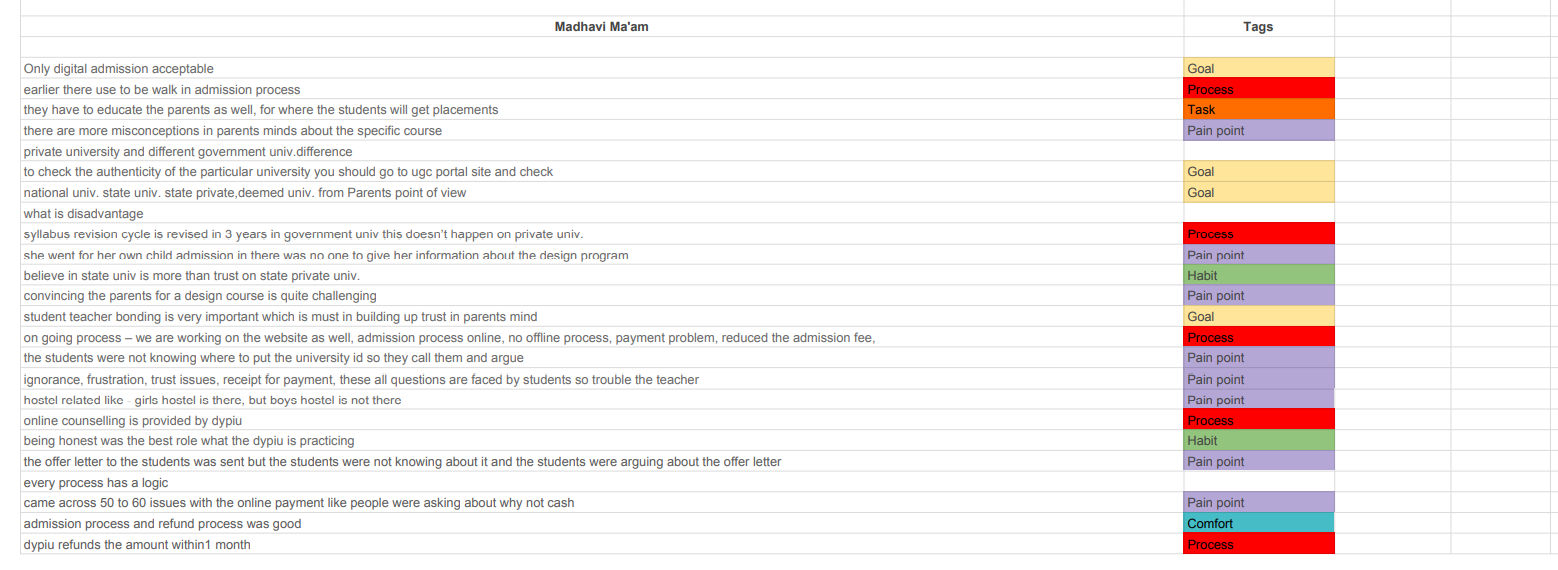 Madhavi Ma'am Tags
Only digital admission acceptable Goal
earlier there use to be walk in admission process Process
they have to educate the parents as well, for where the students will get placements Task
there are more misconceptions in parents minds about the specific course Pain point
private university and different government univ.difference
to check the authenticity of the particular university you should go to ugc portal site and check Goal
national univ. state univ. state private,deemed univ. from Parents point of view Goal
what is disadvantage
syllabus revision cycle is revised in 3 years in government univ this doesn't happen on private univ. Process
she went for her own child admission in there was no one to give her information about the design program Pain point
believe in state univ is more than trust on state private univ. Habit
convincing the parents for a design course is quite challenging Pain point
student teacher bonding is very important which is must in building up trust in parents mind Goal
on going process – we are working on the website as well, admission process online, no offline process, payment problem, reduced the admission fee, Process
the students were not knowing where to put the university id so they call them and argue Pain point
ignorance, frustration, trust issues, receipt for payment, these all questions are faced by students so trouble the teacher Pain point
hostel related like - girls hostel is there, but boys hostel is not there Pain point
online counselling is provided by dypiu Process
being honest was the best role what the dypiu is practicing Habit
the offer letter to the students was sent but the students were not knowing about it and the students were arguing about the offer letter Pain point
every process has a logic
came across 50 to 60 issues with the online payment like people were asking about why not cash Pain point
admission process and refund process was good Comfort
dypiu refunds the amount within1 month Process